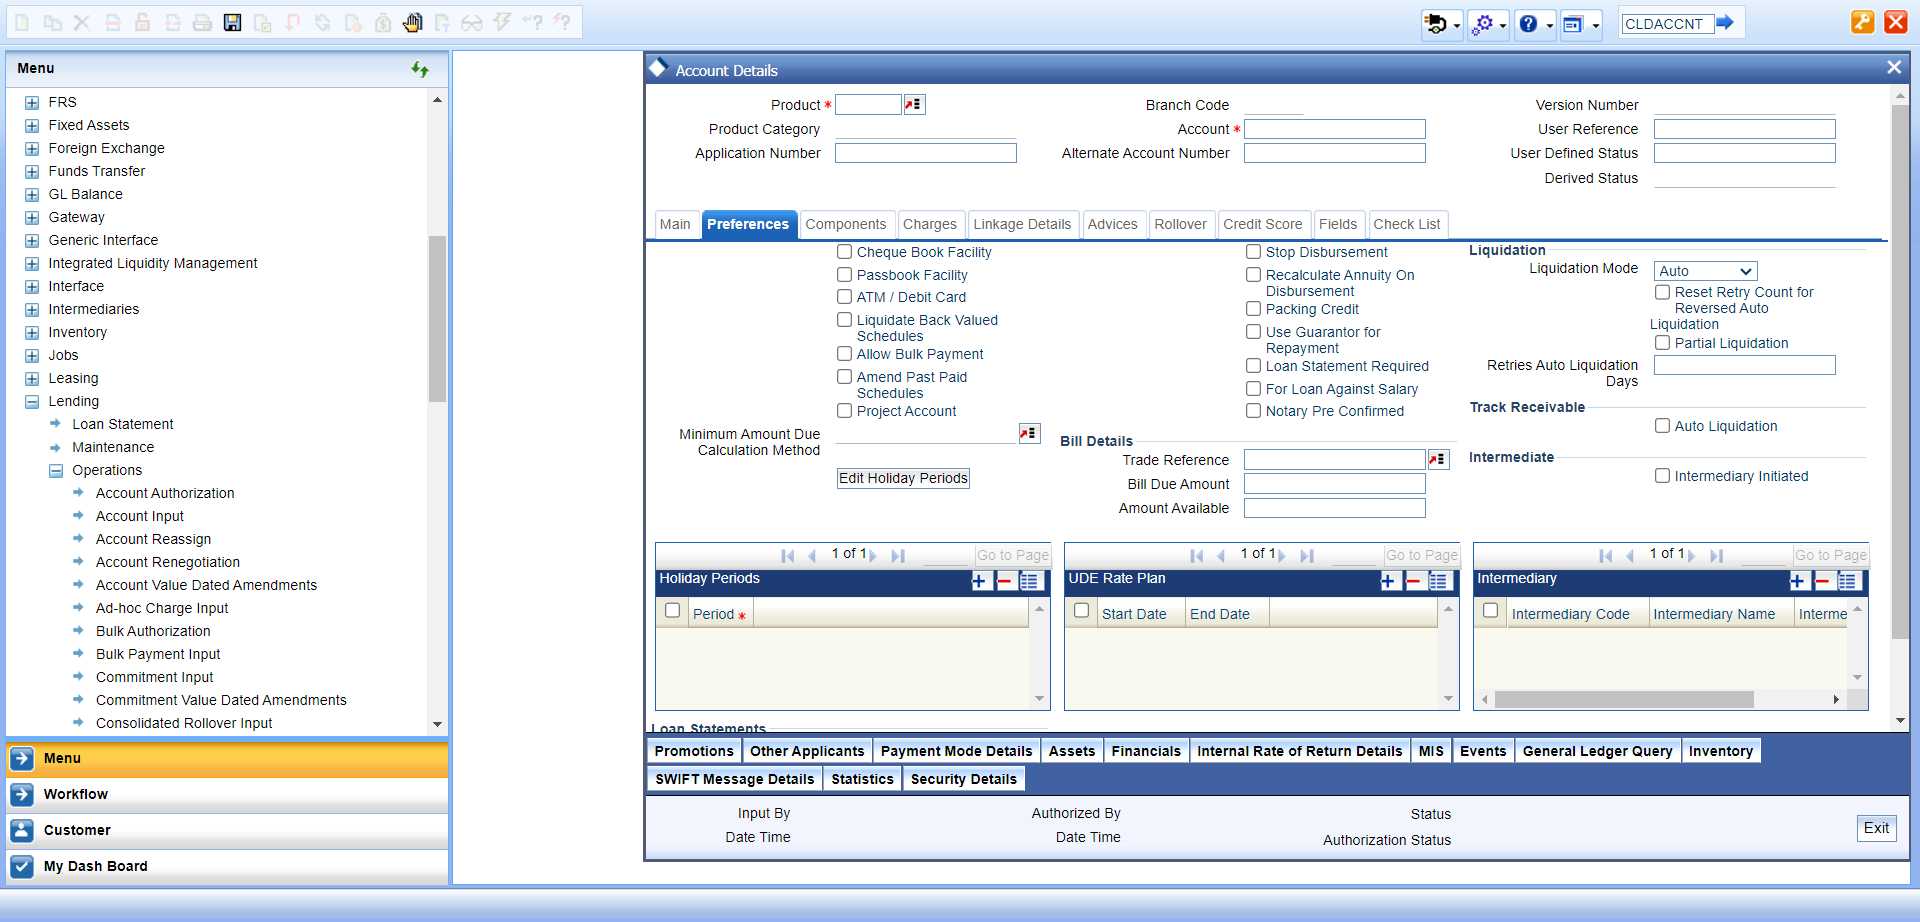 CLDACCNT
Menu
FRS
Fixed Assets
Foreign Exchange
Funds Transfer
GL Balance
Gateway
Generic Interface
Integrated Liquidity Management
Interface
Intermediaries
Inventory
Jobs
Leasing
Lending
Loan Statement
Maintenance
Operations
Account Authorization
Account Input
Account Reassign
Account Renegotiation
Account Value Dated Amendments
Ad-hoc Charge Input
Bulk Authorization
Bulk Payment Input
Commitment Input
Commitment Value Dated Amendments
Consolidated Rollover Input
Menu
Workflow
Customer
My Dash Board
Account Details
Product *
Product Category
Application Number
Branch Code
Account *
Alternate Account Number
Version Number
User Reference
User Defined Status
Derived Status
Main Preferences Components Charges Linkage Details Advices Rollover Credit Score Fields Check List
Cheque Book Facility
Passbook Facility
ATM / Debit Card
Liquidate Back Valued
Schedules
Allow Bulk Payment
Amend Past Paid
Schedules
Project Account
Minimum Amount Due
Calculation Method
Edit Holiday Periods
Stop Disbursement
Recalculate Annuity On
Disbursement
Packing Credit
Use Guarantor for
Repayment
Loan Statement Required
For Loan Against Salary
Notary Pre Confirmed
Bill Details
Trade Reference
Bill Due Amount
Amount Available
Liquidation
Liquidation Mode Auto
Reset Retry Count for
Reversed Auto
Liquidation
Partial Liquidation
Retries Auto Liquidation
Days
Track Receivable
Auto Liquidation
Intermediate
Intermediary Initiated
1 of 1 Go to Page
Holiday Periods
Period *
1 of 1 Go to Page
UDE Rate Plan
Start Date End Date
1 of 1 Go to Page
Intermediary
Intermediary Code Intermediary Name Interme
Loan Statements
Promotions Other Applicants Payment Mode Details Assets Financials Internal Rate of Return Details MIS Events General Ledger Query Inventory
SWIFT Message Details Statistics Security Details
Input By
Date Time
Authorized By
Date Time
Status
Authorization Status
Exit